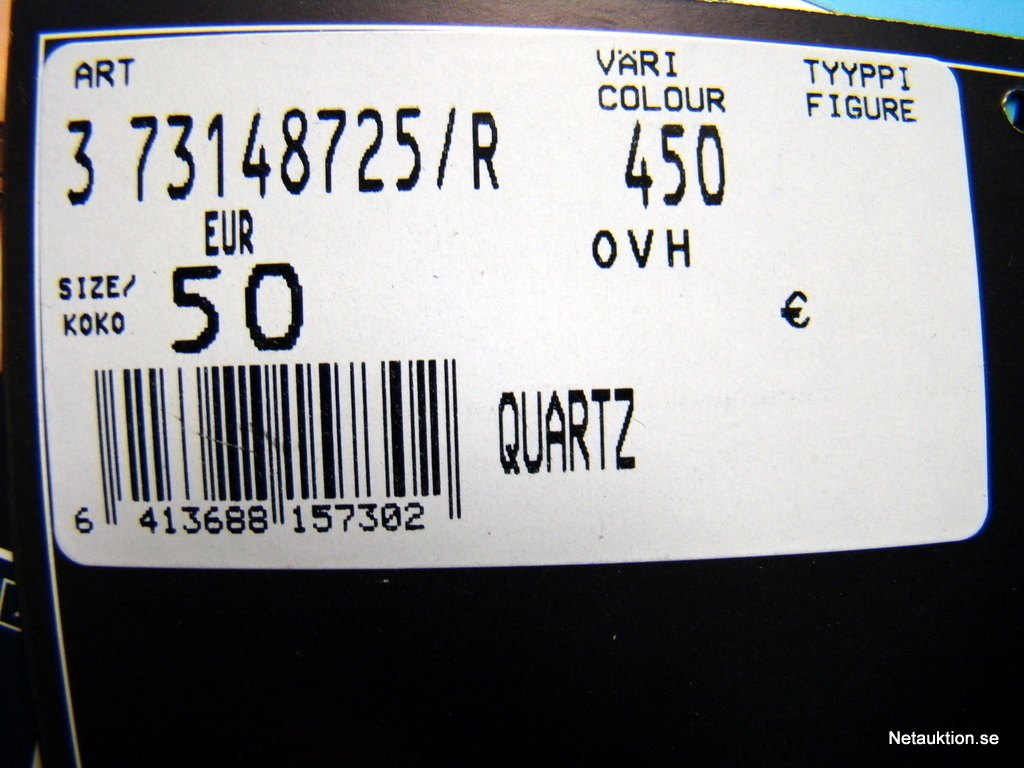 ART
VÄRI
COLOUR
TYYPPI
FIGURE
3 73148725/R
450
EUR
OVH
SIZE/
KOKO
50
€
QUARTZ
6 413688 157302
Netauktion.se